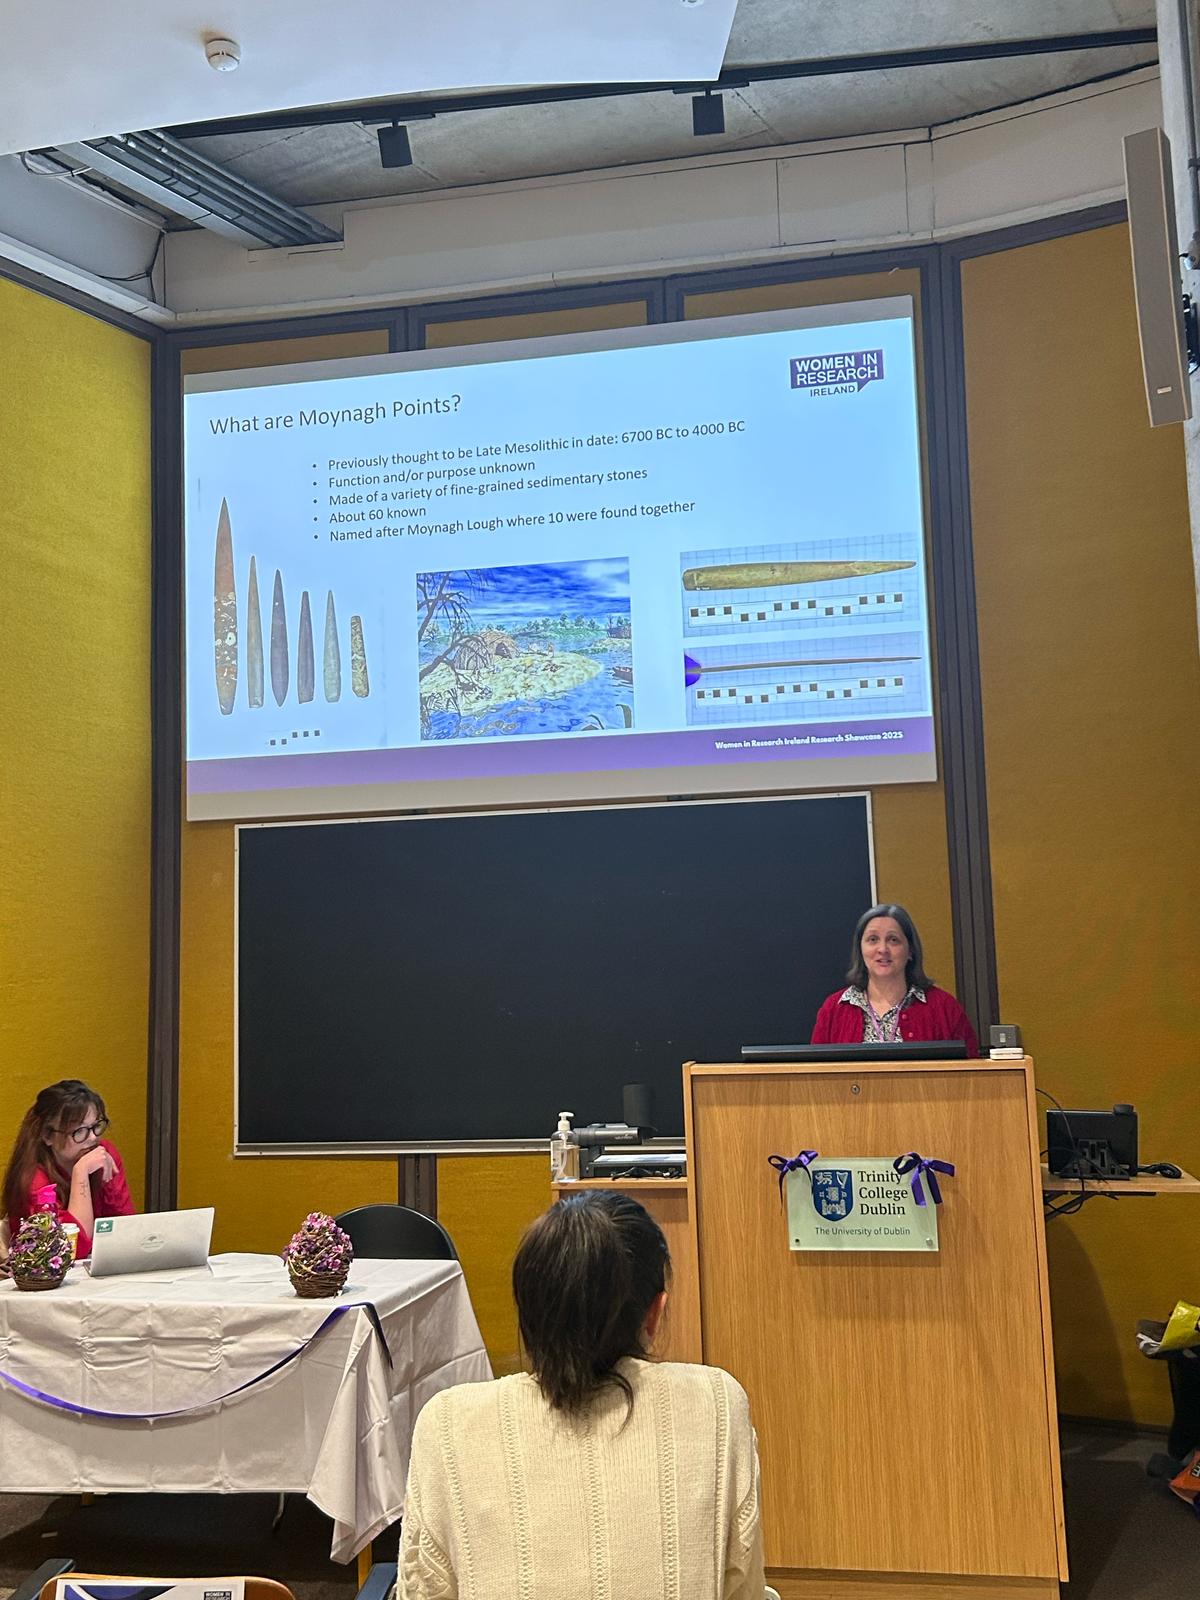 WOMEN IN
RESEARCH
IRELAND
What are Moynagh Points?
• Previously thought to be Late Mesolithic in date: 6700 BC to 4000 BC
• Function and/or purpose unknown
• Made of a variety of fine-grained sedimentary stones
• About 60 known
• Named after Moynagh Lough where 10 were found together
Women in Research Ireland Research Showcase 2025
Trinity
College
Dublin
The University of Dublin
WOMEN IN
RESEARCH